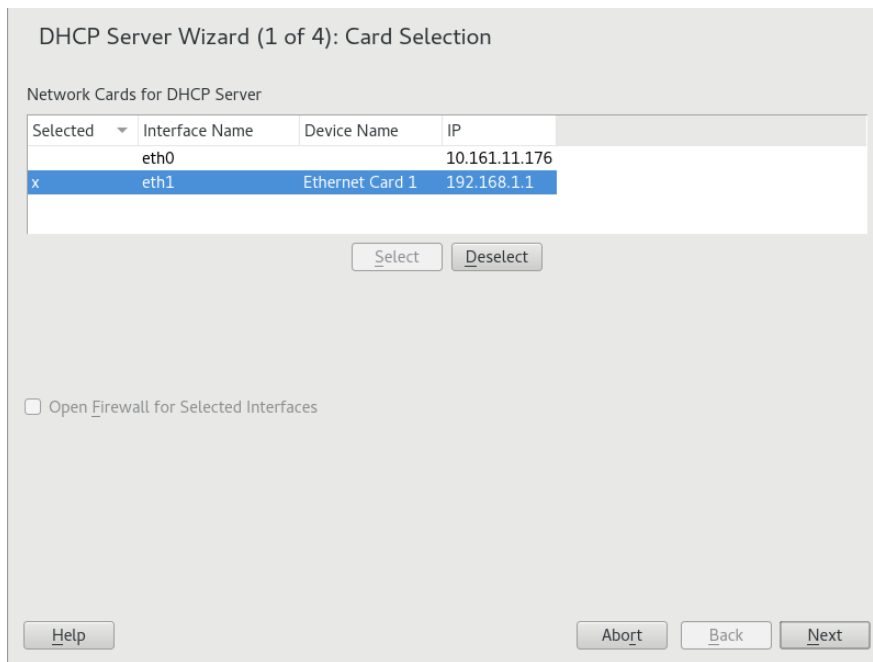 DHCP Server Wizard (1 of 4): Card Selection
Network Cards for DHCP Server
Selected Interface Name Device Name IP
eth0 10.161.11.176
x eth1 Ethernet Card 1 192.168.1.1
Select Deselect
Open Firewall for Selected Interfaces
Help Abort Back Next